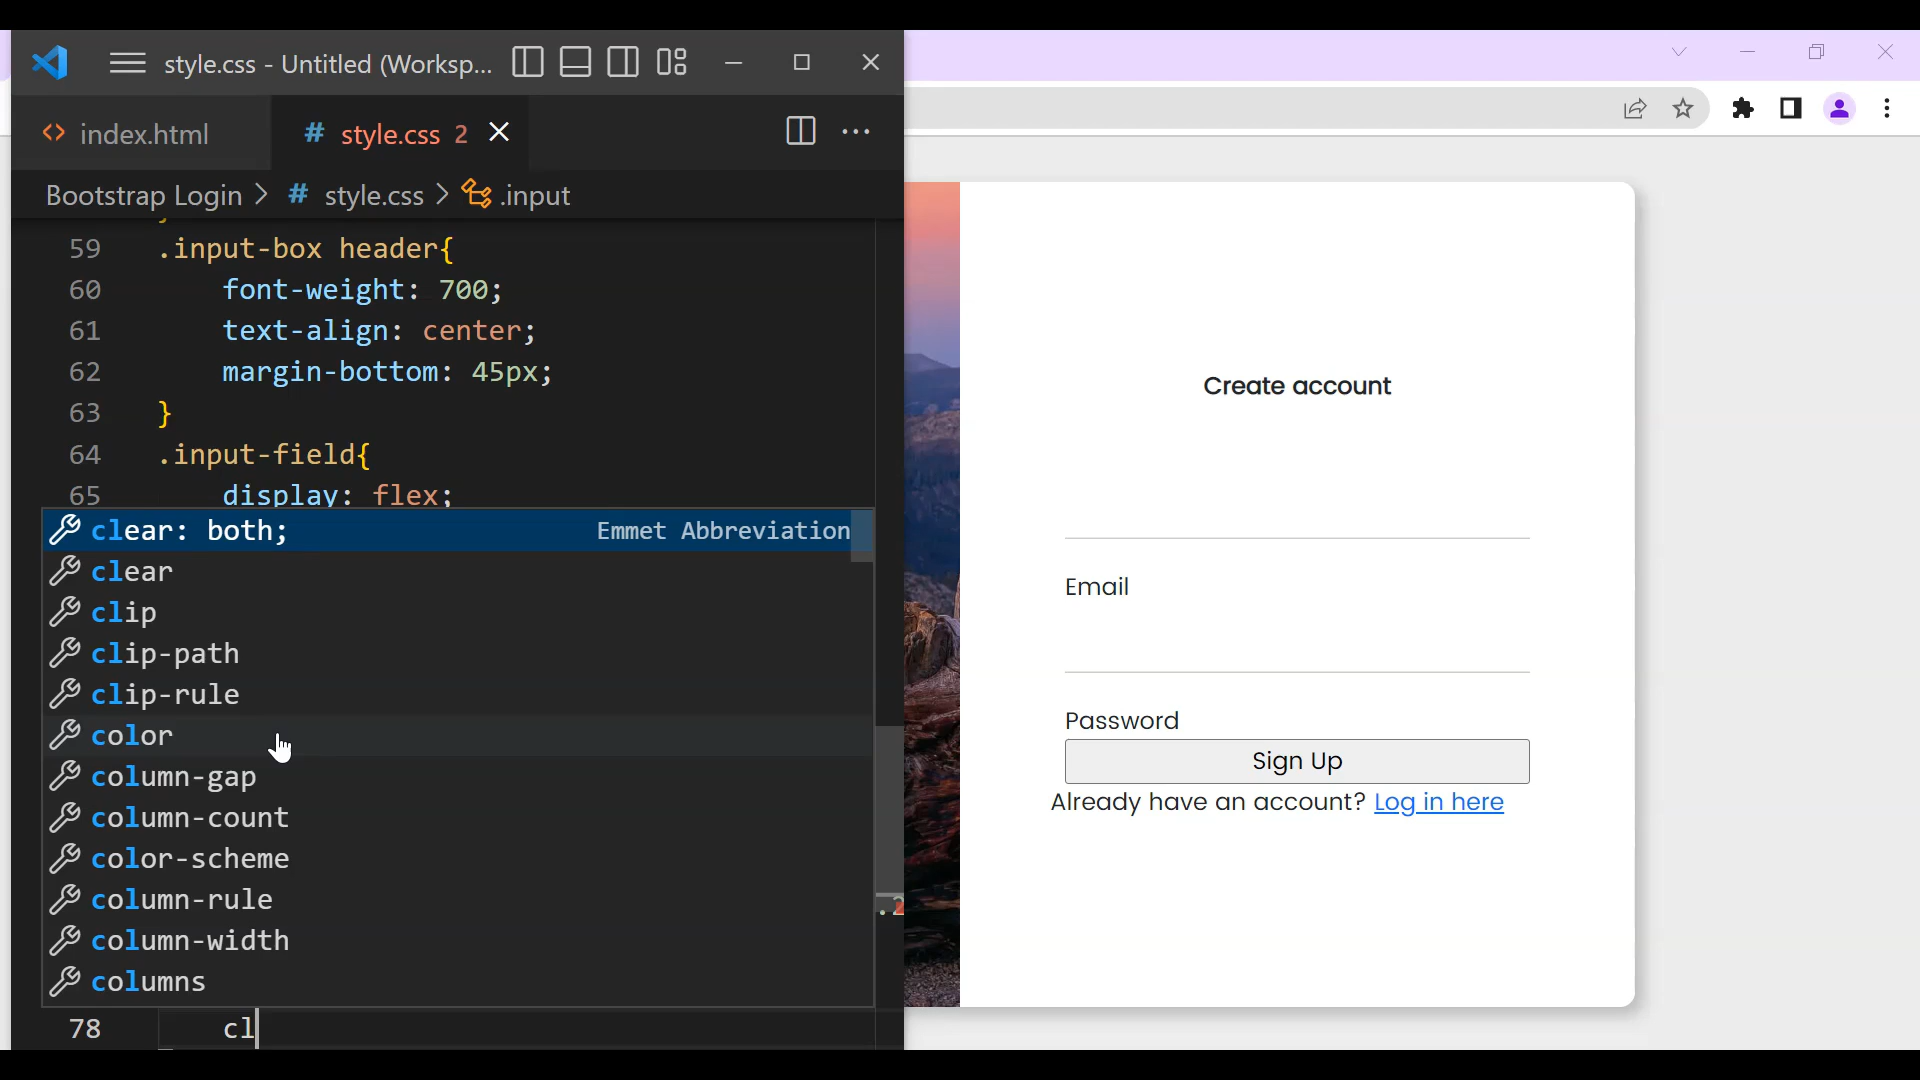 style.css - Untitled (Worksp...
index.html
# style.css 2
Bootstrap Login > # style.css > .input
59 .input-box header{
60 font-weight: 700;
61 text-align: center;
62 margin-bottom: 45px;
63 }
64 .input-field{
65 display: flex;
clear: both; Emmet Abbreviation
clear
clip
clip-path
clip-rule
color
column-gap
column-count
color-scheme
column-rule
column-width
columns
78 cl
Create account
Email
Password
Sign Up
Already have an account? Log in here